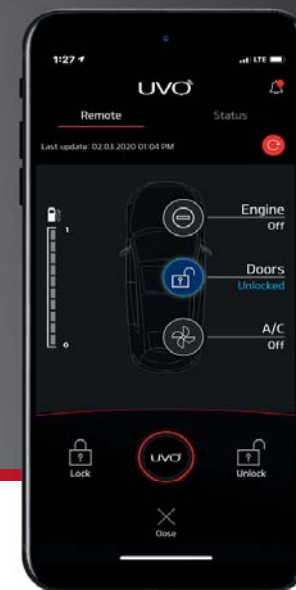 1:27
LTE
UVO
Remote
Status
Last update: 02.03.2020 01:04 PM
1
Engine
Off
Doors
Unlocked
A/C
Off
0
Lock
UVO
Unlock
Close